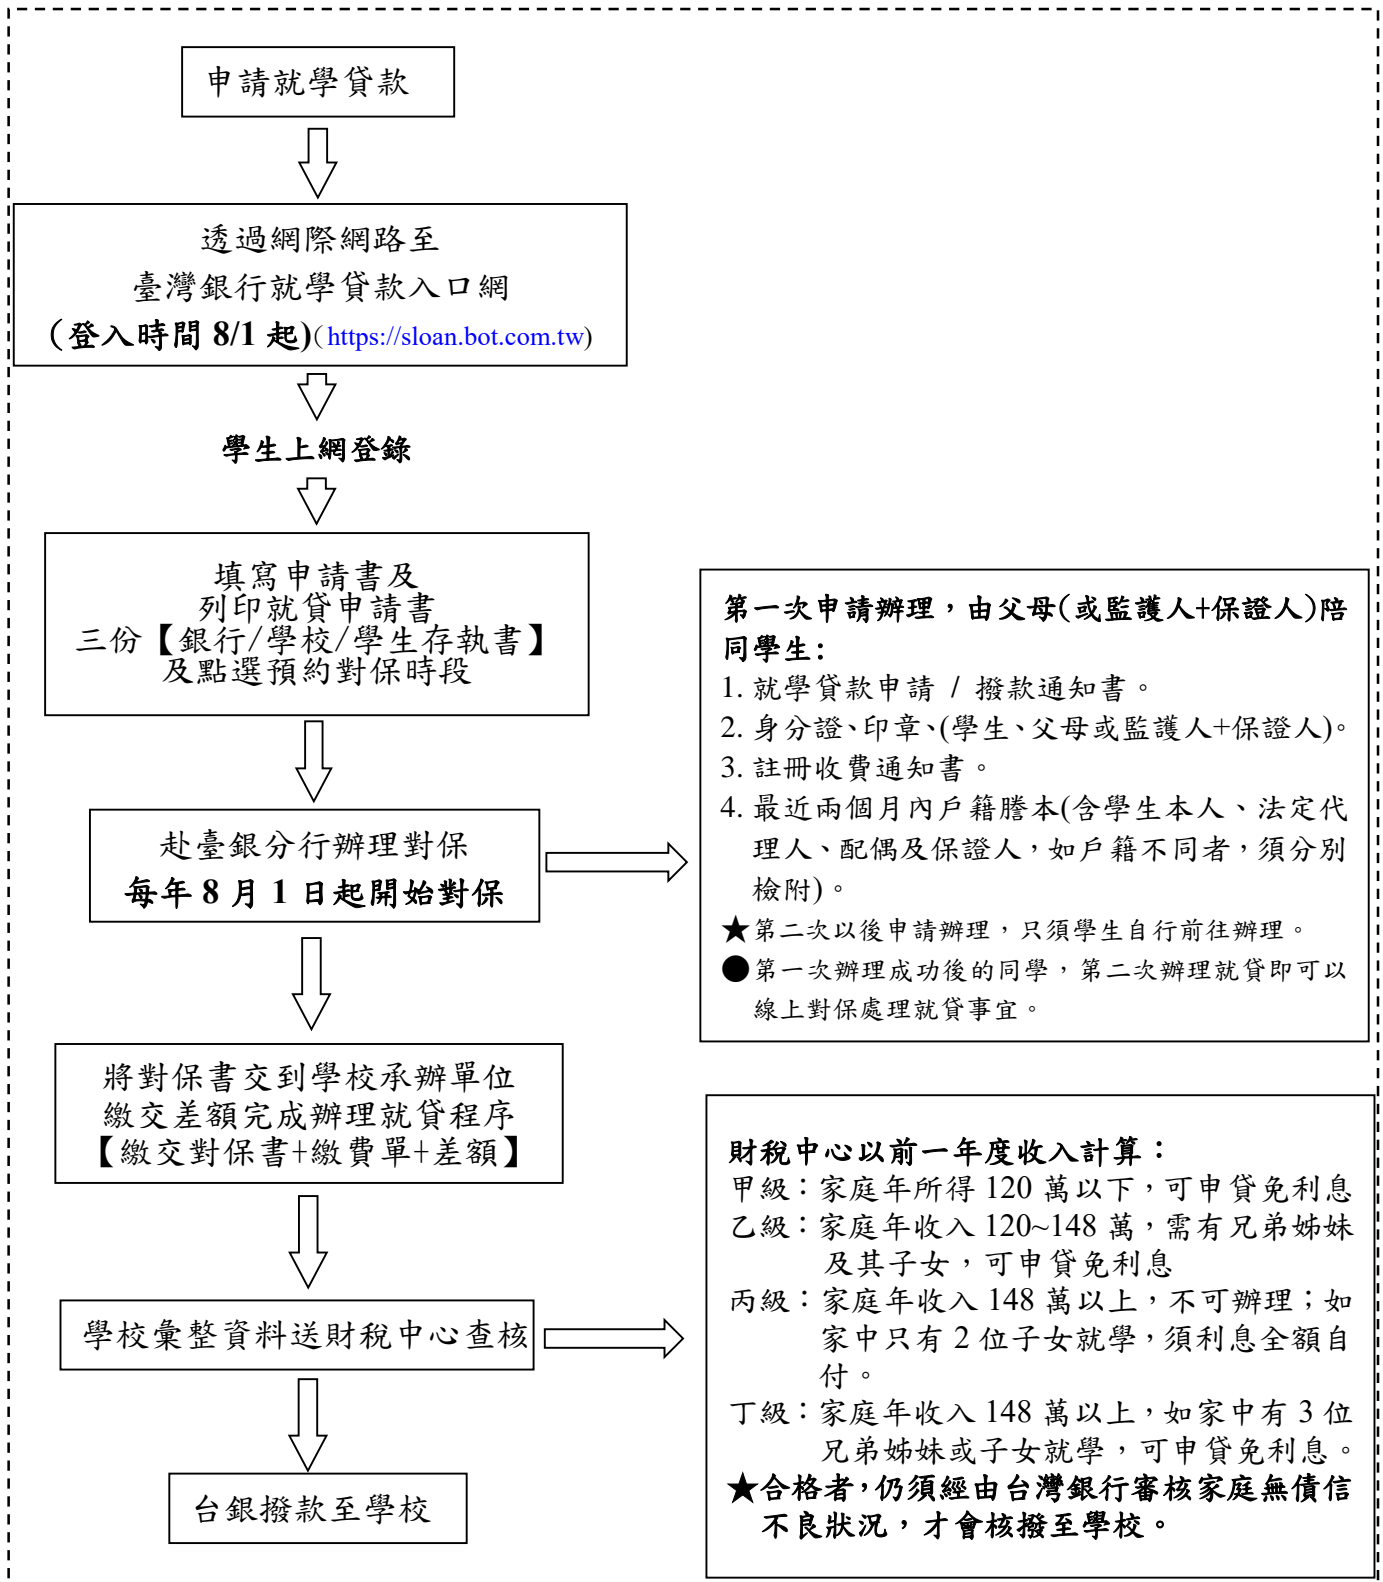 申請就學貸款
透過網際網路至
臺灣銀行就學貸款入口網
(登入時間 8/1 起)(https://sloan.bot.com.tw)
學生上網登錄
填寫申請書及
列印就貸申請書
三份【銀行/學校/學生存執書】
及點選預約對保時段
赴臺銀分行辦理對保
每年 8 月 1 日起開始對保
第一次申請辦理，由父母(或監護人+保證人)陪
同學生:
1. 就學貸款申請 / 撥款通知書。
2. 身分證、印章、(學生、父母或監護人+保證人)。
3. 註冊收費通知書。
4. 最近兩個月內戶籍謄本(含學生本人、法定代
理人、配偶及保證人，如戶籍不同者，須分別
檢附)。
★第二次以後申請辦理，只須學生自行前往辦理。
●第一次辦理成功後的同學，第二次辦理就貸即可以
線上對保處理就貸事宜。
將對保書交到學校承辦單位
繳交差額完成辦理就貸程序
【繳交對保書+繳費單+差額】
學校彙整資料送財稅中心查核
財稅中心以前一年度收入計算：
甲級：家庭年所得 120 萬以下，可申貸免利息
乙級：家庭年收入 120~148 萬，需有兄弟姊妹
及其子女，可申貸免利息
丙級：家庭年收入 148 萬以上，不可辦理；如
家中只有 2 位子女就學，須利息全額自
付。
丁級：家庭年收入 148 萬以上，如家中有 3 位
兄弟姊妹或子女就學，可申貸免利息。
★合格者，仍須經由台灣銀行審核家庭無債信
不良狀況，才會核撥至學校。
台銀撥款至學校